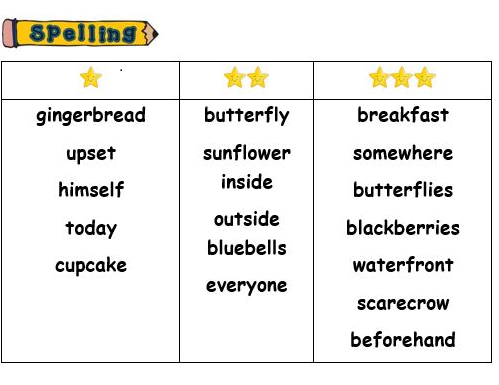 Spelling
gingerbread
upset
himself
today
cupcake
butterfly
sunflower
inside
outside
bluebells
everyone
breakfast
somewhere
butterflies
blackberries
waterfront
scarecrow
beforehand